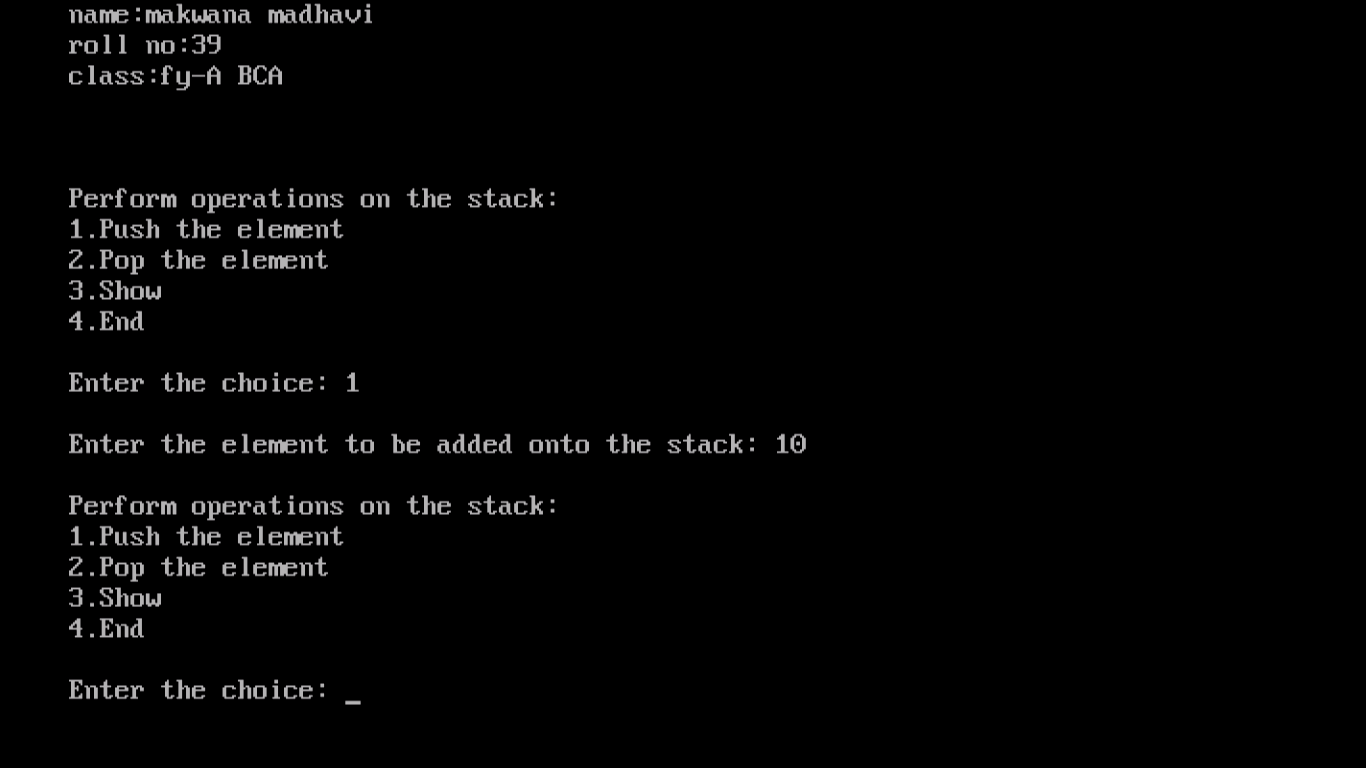 name:makwana madhavi
roll no:39
class:fy-A BCA
Perform operations on the stack:
1.Push the element
2.Pop the element
3.Show
4.End
Enter the choice: 1
Enter the element to be added onto the stack: 10
Perform operations on the stack:
1.Push the element
2.Pop the element
3.Show
4.End
Enter the choice: _